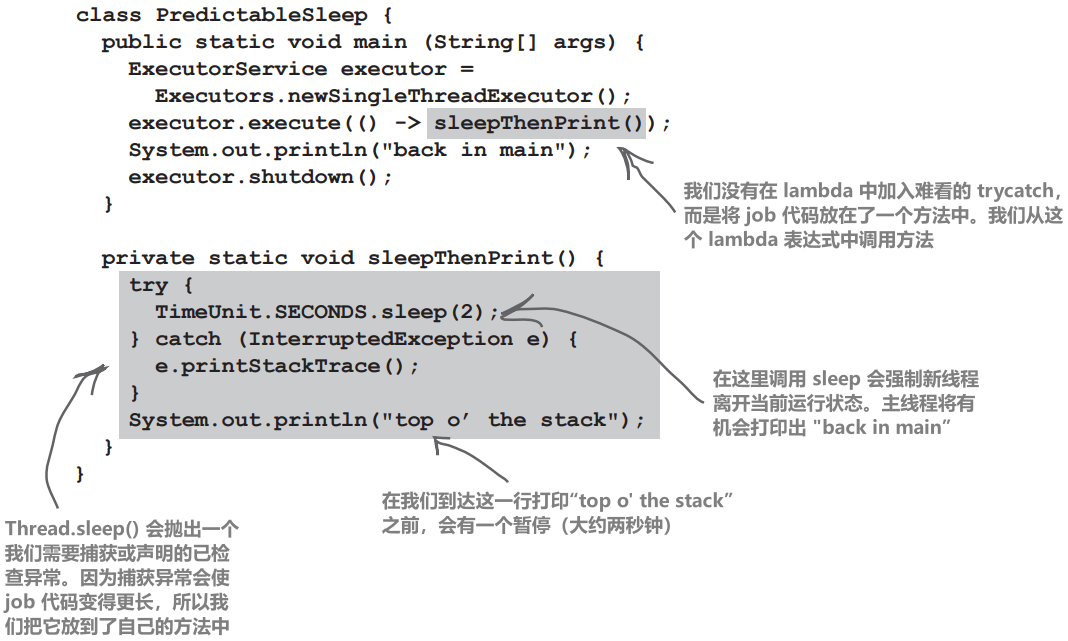 class PredictableSleep {
public static void main (String[] args) {
ExecutorService executor =
Executors.newSingleThreadExecutor();
executor.execute(() -> sleepThenPrint());
System.out.println("back in main");
executor.shutdown();
}
我们没有在 lambda 中加入难看的 trycatch，
而是将 job 代码放在了一个方法中。我们从这
个 lambda 表达式中调用方法
private static void sleepThenPrint() {
try {
TimeUnit.SECONDS.sleep(2);
} catch (InterruptedException e) {
e.printStackTrace();
}
System.out.println("top o’ the stack");
}
}
在这里调用 sleep 会强制新线程
离开当前运行状态。主线程将有
机会打印出 "back in main”
在我们到达这一行打印“top o' the stack”
之前，会有一个暂停（大约两秒钟）
Thread.sleep() 会抛出一个
我们需要捕获或声明的已检
查异常。因为捕获异常会使
job 代码变得更长，所以我
们把它放到了自己的方法中